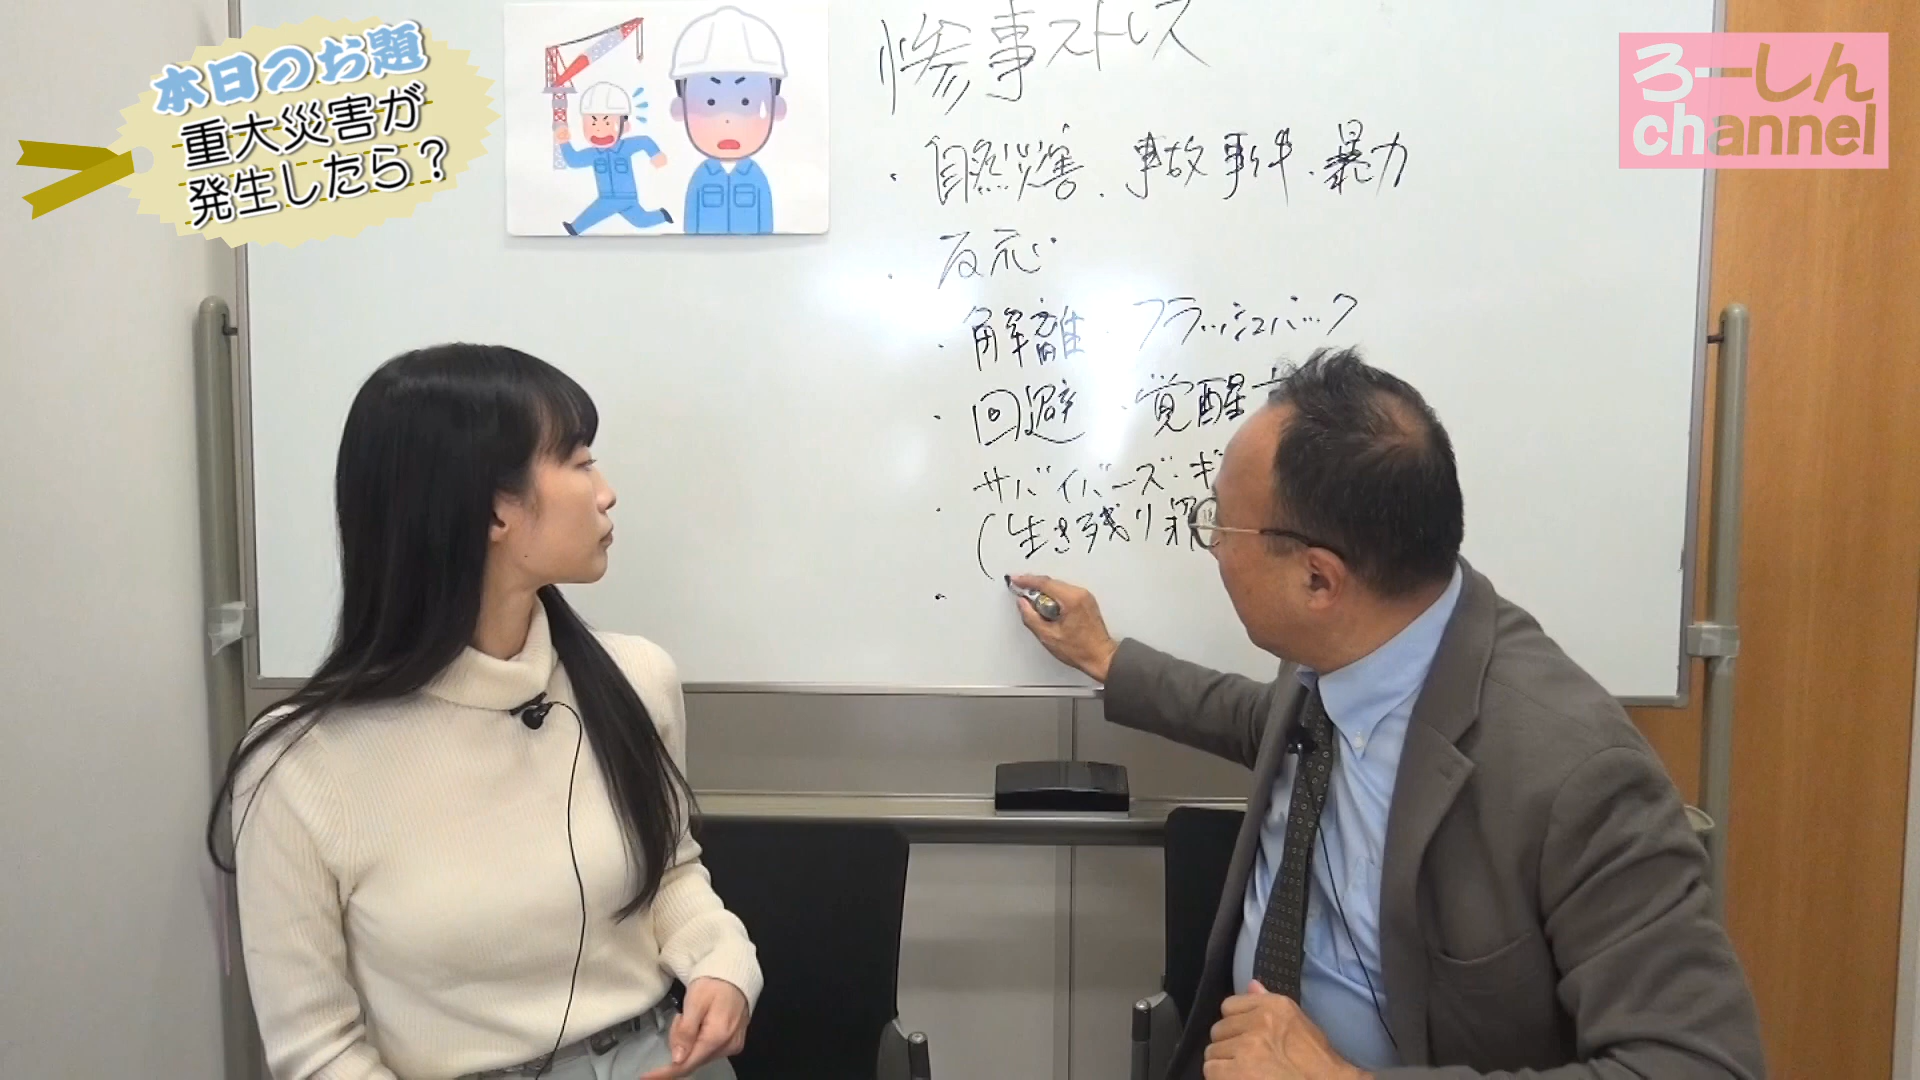 本日のお題
重大災害が
発生したら？
ろーしん
channel
惨事ストレス
・自然災害、事故事件・暴力
・反応
・解離・フラッシュバック
・回避・覚醒
・サバイバーズ・ギ
(生き残り罪
・